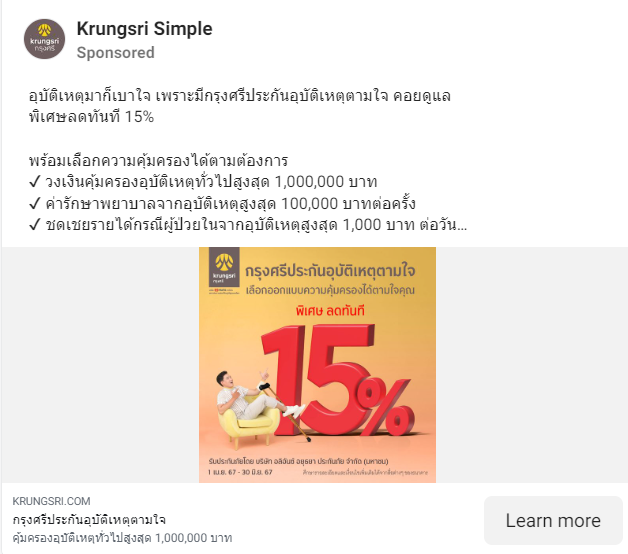 Krungsri Simple
Sponsored
อุบัติเหตุมาก็เบาใจ เพราะมีกรุงศรีประกันอุบัติเหตุตามใจ คอยดูแล
พิเศษลดทันที 15%
พร้อมเลือกความคุ้มครองได้ตามต้องการ
✓ วงเงินคุ้มครองอุบัติเหตุทั่วไปสูงสุด 1,000,000 บาท
✓ ค่ารักษาพยาบาลจากอุบัติเหตุสูงสุด 100,000 บาทต่อครั้ง
✓ ชดเชยรายได้กรณีผู้ป่วยในจากอุบัติเหตุสูงสุด 1,000 บาท ต่อวัน...
krungsri
กรุงศรี
กรุงศรีประกันอุบัติเหตุตามใจ
เลือกออกแบบความคุ้มครองได้ตามใจคุณ
พิเศษ ลดทันที
15%
รับประกันภัยโดย บริษัท อลิอันซ์ อยุธยา ประกันภัย จำกัด (มหาชน)
1 เม.ย. 67 - 30 มิ.ย. 67
KRUNGSRI.COM
กรุงศรีประกันอุบัติเหตุตามใจ
คุ้มครองอุบัติเหตุทั่วไปสูงสุด 1,000,000 บาท
Learn more